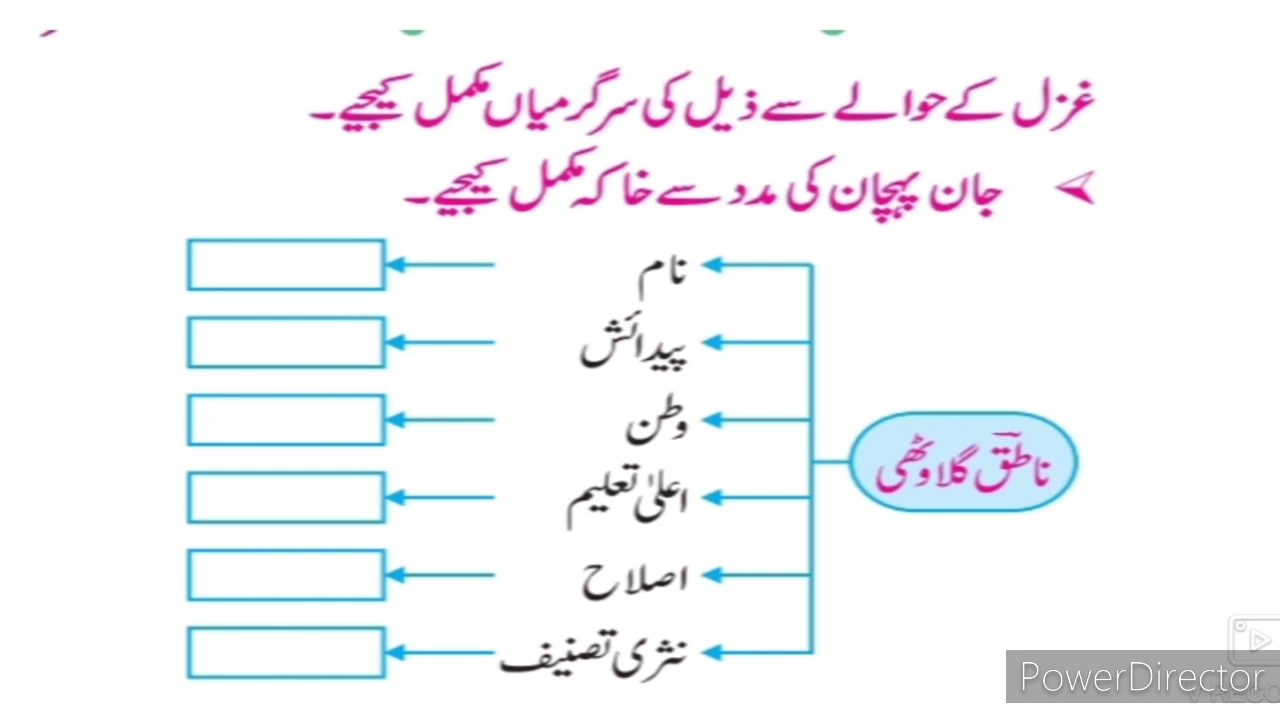 غزل کے حوالے سے ذیل کی سرگرمیاں مکمل کیجیے۔
جان پہچان کی مدد سے خاکہ مکمل کیجیے۔
نام
پیدائش
وطن
ناطقؔ گلاوٹھی
اعلیٰ تعلیم
اصلاح
نثری تصنیف
PowerDirector